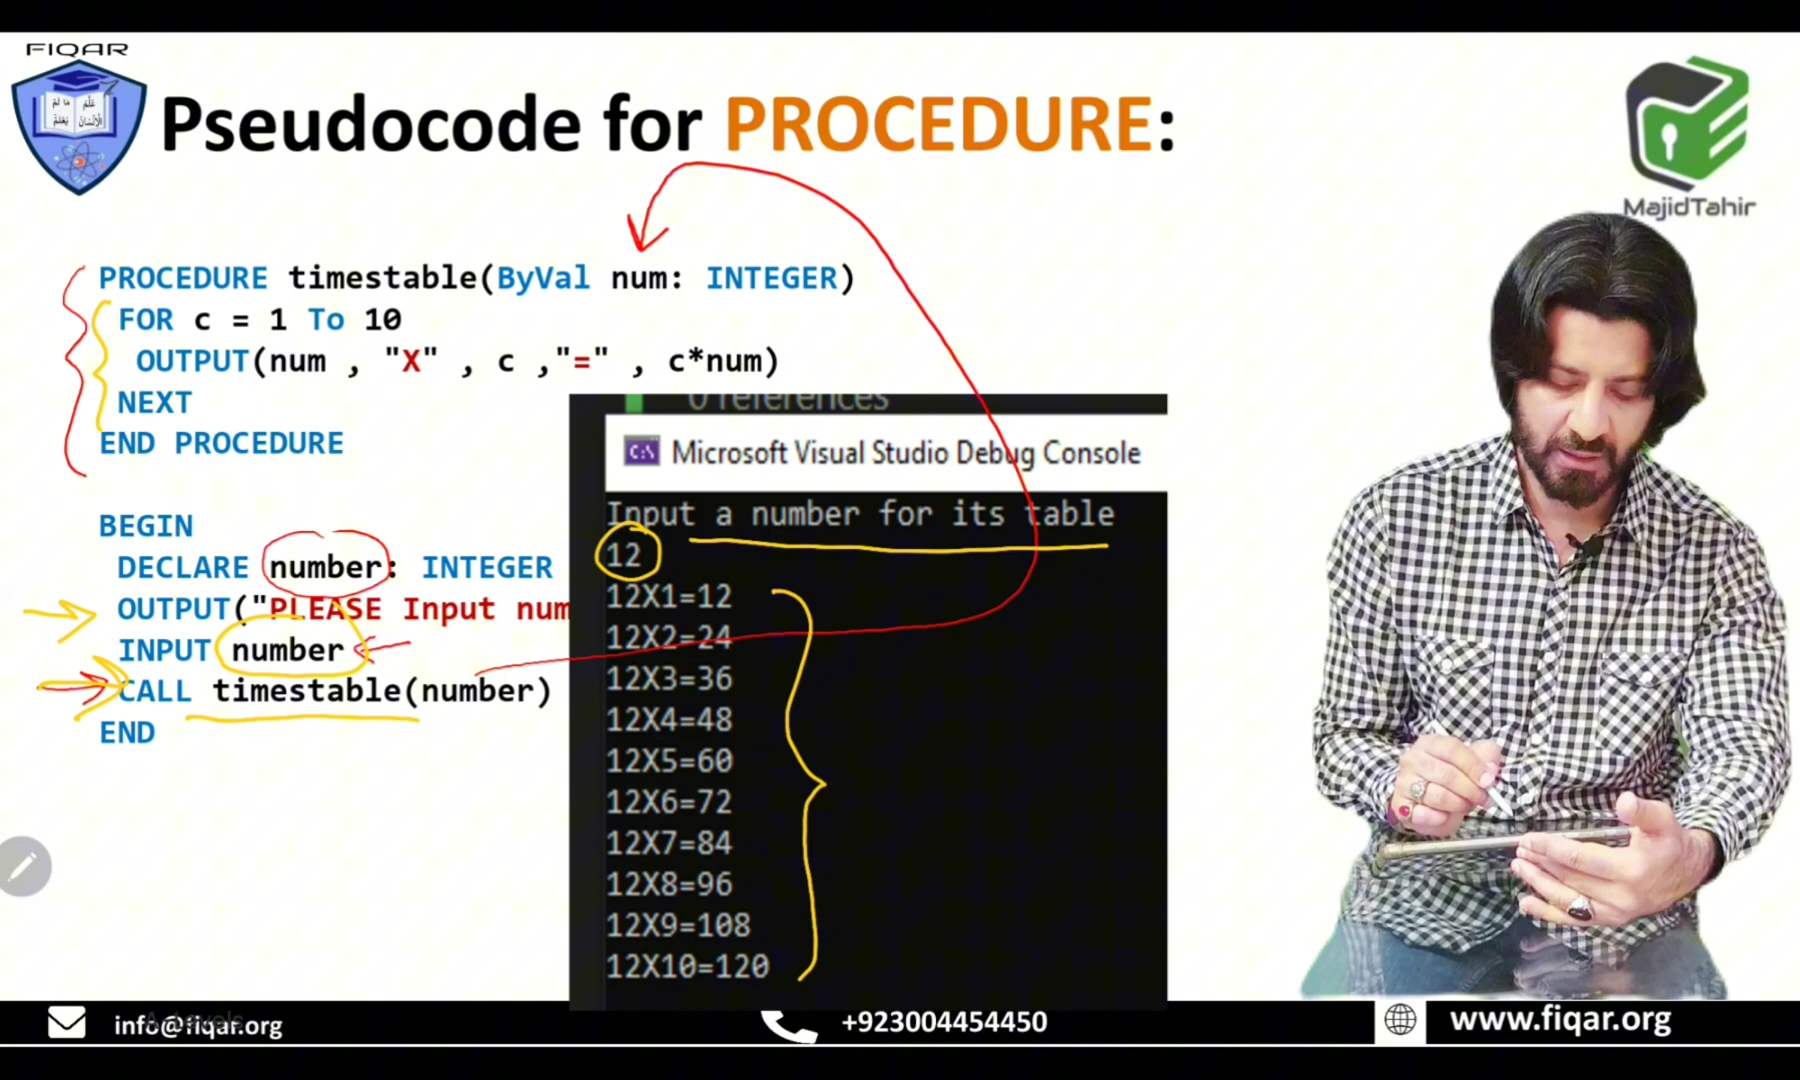 FIQAR
Pseudocode for PROCEDURE:
MajidTahir
PROCEDURE timestable(ByVal num: INTEGER)
FOR c = 1 To 10
OUTPUT(num , "X" , c ,"=" , c*num)
NEXT
END PROCEDURE
BEGIN
DECLARE number: INTEGER
OUTPUT("PLEASE Input num
INPUT number
CALL timestable(number)
END
0 references
C:\ Microsoft Visual Studio Debug Console
Input a number for its table
12
12X1=12
12X2=24
12X3=36
12X4=48
12X5=60
12X6=72
12X7=84
12X8=96
12X9=108
12X10=120
info@fiqar.org
+923004454450
www.fiqar.org